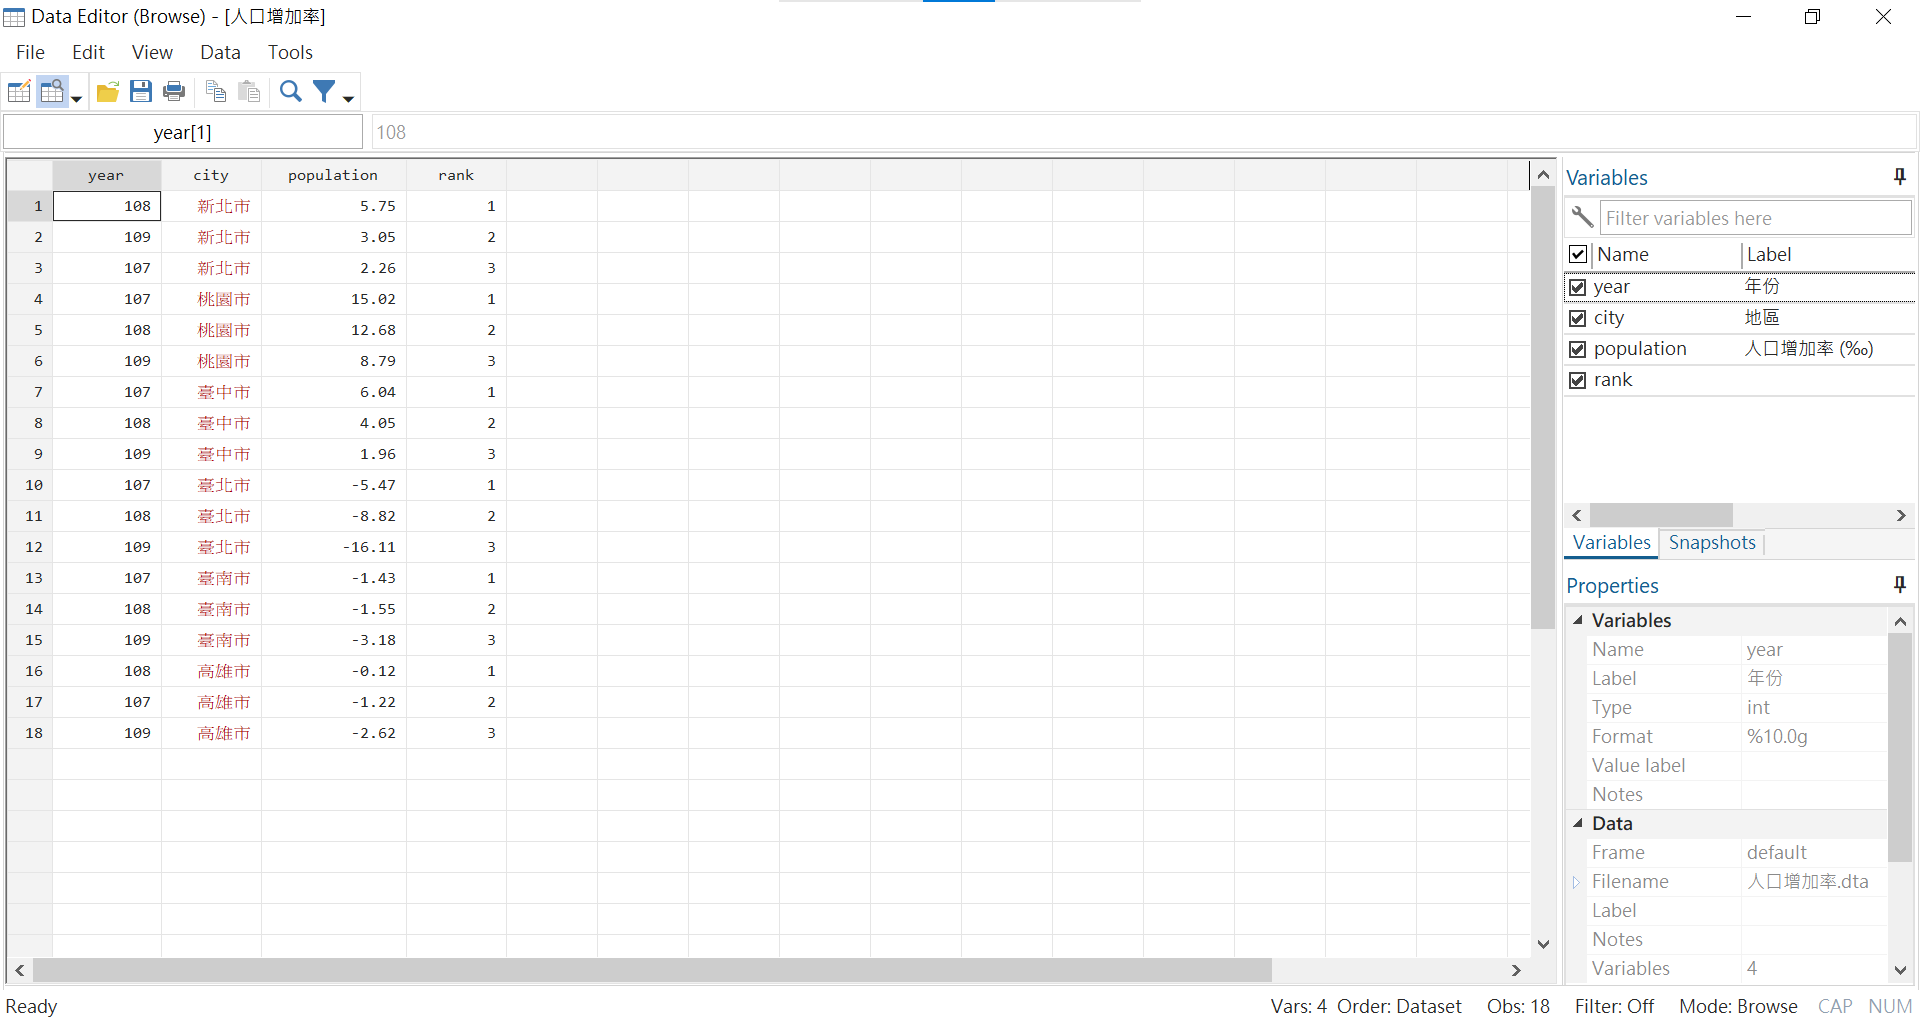 Data Editor (Browse) - [人口增加率]
File Edit View Data Tools
year[1] 108
year city population rank
1 108 新北市 5.75 1
2 109 新北市 3.05 2
3 107 新北市 2.26 3
4 107 桃園市 15.02 1
5 108 桃園市 12.68 2
6 109 桃園市 8.79 3
7 107 臺中市 6.04 1
8 108 臺中市 4.05 2
9 109 臺中市 1.96 3
10 107 臺北市 -5.47 1
11 108 臺北市 -8.82 2
12 109 臺北市 -16.11 3
13 107 臺南市 -1.43 1
14 108 臺南市 -1.55 2
15 109 臺南市 -3.18 3
16 108 高雄市 -0.12 1
17 107 高雄市 -1.22 2
18 109 高雄市 -2.62 3
Variables
Filter variables here
Name Label
year 年份
city 地區
population 人口增加率 (‰)
rank
Variables Snapshots
Properties
Variables
Name year
Label 年份
Type int
Format %10.0g
Value label
Notes
Data
Frame default
Filename 人口增加率.dta
Label
Notes
Variables 4
Ready Vars: 4 Order: Dataset Obs: 18 Filter: Off Mode: Browse CAP NUM